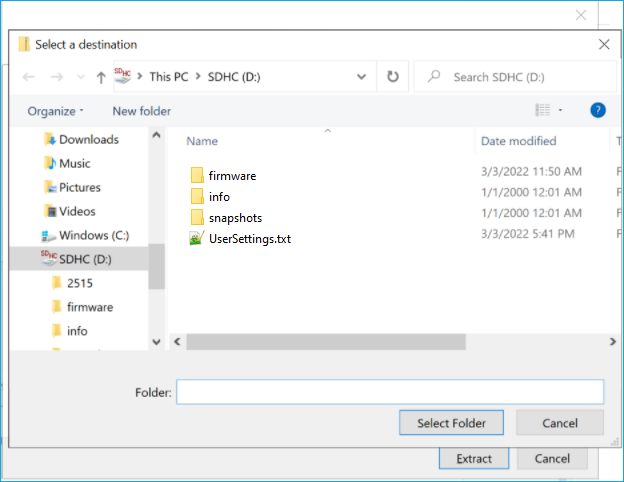 Select a destination
SDHC This PC SDHC (D:) Search SDHC (D:)
Organize New folder ?
Downloads
Music
Pictures
Videos
Windows (C:)
SDHC SDHC (D:)
2515
firmware
info
Name Date modified T
firmware 3/3/2022 11:50 AM F
info 1/1/2000 12:01 AM F
snapshots 1/1/2000 12:01 AM F
UserSettings.txt 3/3/2022 5:41 PM F
Folder:
Select Folder Cancel
Extract Cancel